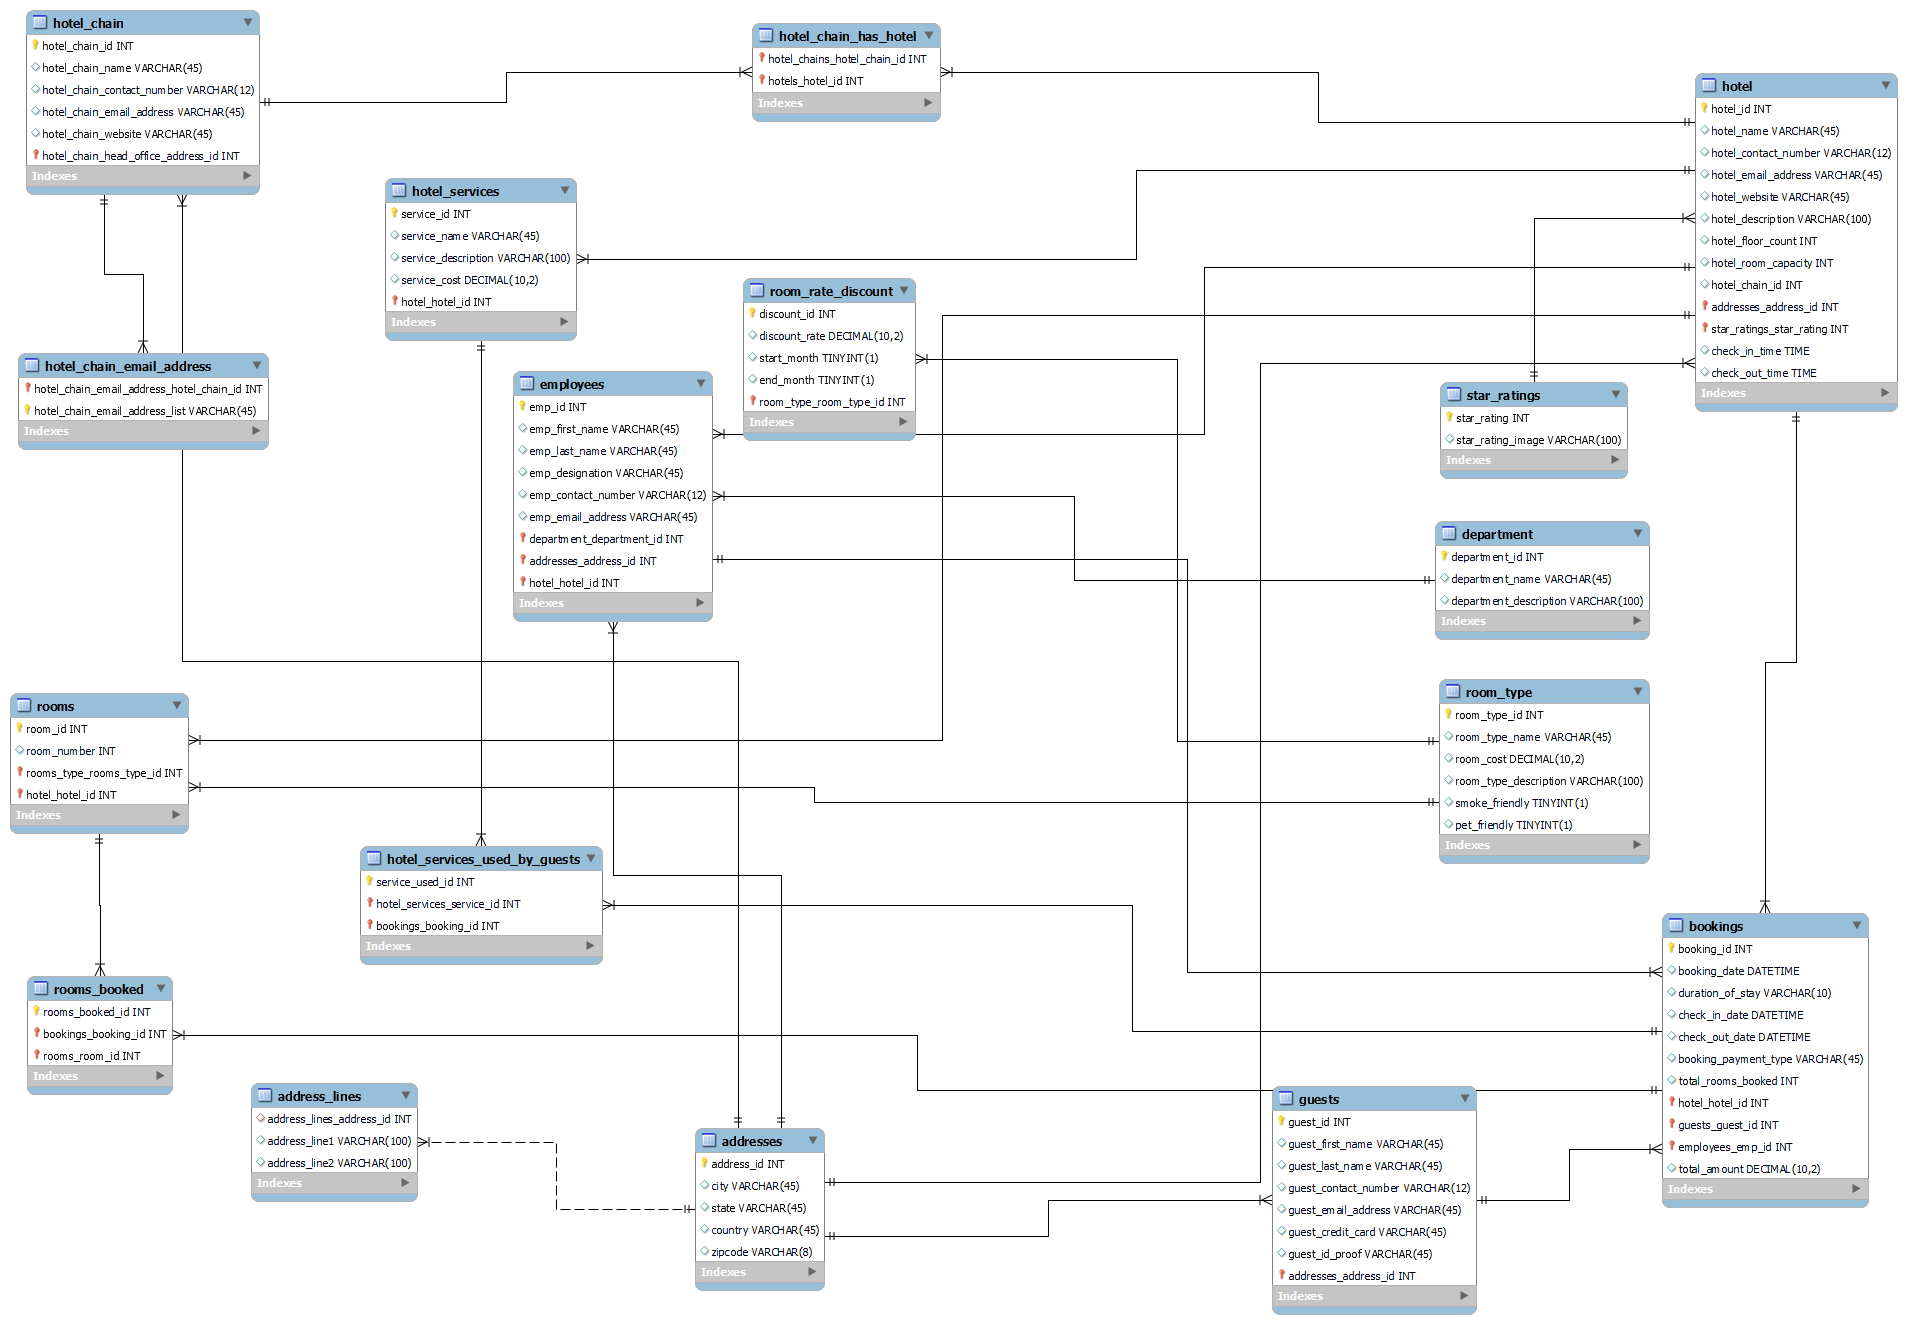 hotel_chain
hotel_chain_id INT
hotel_chain_name VARCHAR(45)
hotel_chain_contact_number VARCHAR(12)
hotel_chain_email_address VARCHAR(45)
hotel_chain_website VARCHAR(45)
hotel_chain_head_office_address_id INT
Indexes
hotel_chain_has_hotel
hotel_chains_hotel_chain_id INT
hotels_hotel_id INT
Indexes
hotel
hotel_id INT
hotel_name VARCHAR(45)
hotel_contact_number VARCHAR(12)
hotel_email_address VARCHAR(45)
hotel_website VARCHAR(45)
hotel_description VARCHAR(100)
hotel_floor_count INT
hotel_room_capacity INT
hotel_chain_id INT
addresses_address_id INT
star_ratings_star_rating INT
check_in_time TIME
check_out_time TIME
Indexes
hotel_services
service_id INT
service_name VARCHAR(45)
service_description VARCHAR(100)
service_cost DECIMAL(10,2)
hotel_hotel_id INT
Indexes
room_rate_discount
discount_id INT
discount_rate DECIMAL(10,2)
start_month TINYINT(1)
end_month TINYINT(1)
room_type_room_type_id INT
Indexes
hotel_chain_email_address
hotel_chain_email_address_hotel_chain_id INT
hotel_chain_email_address_list VARCHAR(45)
Indexes
employees
emp_id INT
emp_first_name VARCHAR(45)
emp_last_name VARCHAR(45)
emp_designation VARCHAR(45)
emp_contact_number VARCHAR(12)
emp_email_address VARCHAR(45)
department_department_id INT
addresses_address_id INT
hotel_hotel_id INT
Indexes
star_ratings
star_rating INT
star_rating_image VARCHAR(100)
Indexes
department
department_id INT
department_name VARCHAR(45)
department_description VARCHAR(100)
Indexes
rooms
room_id INT
room_number INT
rooms_type_rooms_type_id INT
hotel_hotel_id INT
Indexes
room_type
room_type_id INT
room_type_name VARCHAR(45)
room_cost DECIMAL(10,2)
room_type_description VARCHAR(100)
smoke_friendly TINYINT(1)
pet_friendly TINYINT(1)
Indexes
hotel_services_used_by_guests
service_used_id INT
hotel_services_service_id INT
bookings_booking_id INT
Indexes
bookings
booking_id INT
booking_date DATETIME
duration_of_stay VARCHAR(10)
check_in_date DATETIME
check_out_date DATETIME
booking_payment_type VARCHAR(45)
total_rooms_booked INT
hotel_hotel_id INT
guests_guest_id INT
employees_emp_id INT
total_amount DECIMAL(10,2)
Indexes
rooms_booked
rooms_booked_id INT
bookings_booking_id INT
rooms_room_id INT
Indexes
address_lines
address_lines_address_id INT
address_line1 VARCHAR(100)
address_line2 VARCHAR(100)
Indexes
addresses
address_id INT
city VARCHAR(45)
state VARCHAR(45)
country VARCHAR(45)
zipcode VARCHAR(8)
Indexes
guests
guest_id INT
guest_first_name VARCHAR(45)
guest_last_name VARCHAR(45)
guest_contact_number VARCHAR(12)
guest_email_address VARCHAR(45)
guest_credit_card VARCHAR(45)
guest_id_proof VARCHAR(45)
addresses_address_id INT
Indexes